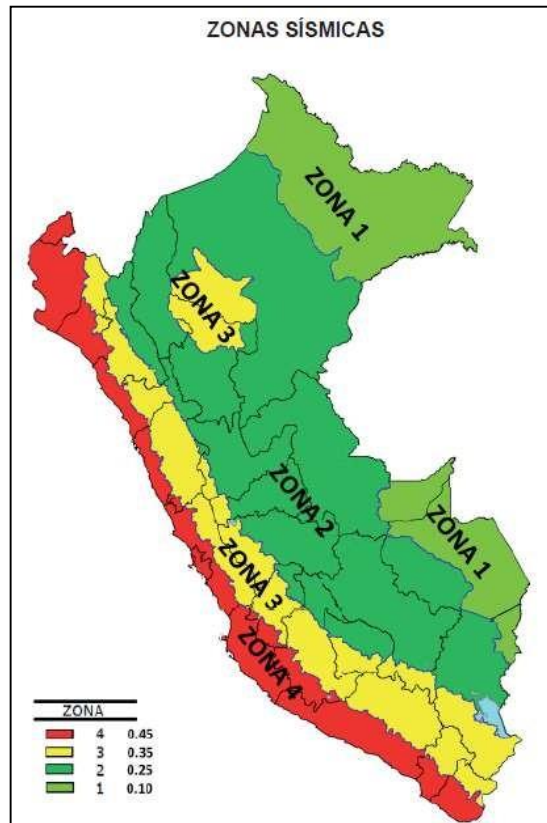 ZONAS SÍSMICAS
ZONA 1
ZONA 3
ZONA 2
ZONA 1
ZONA 3
ZONA 4
ZONA
4 0.45
3 0.35
2 0.25
1 0.10